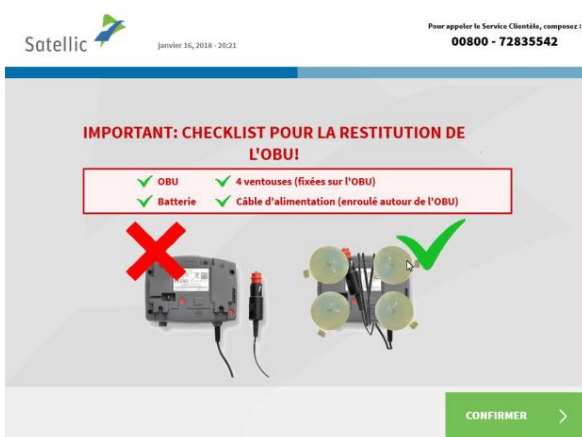 Satellic
janvier 16, 2018 - 20:21
Pour appeler le Service Clientèle, composez :
00800 - 72835542
IMPORTANT: CHECKLIST POUR LA RESTITUTION DE
L'OBU!
OBU
4 ventouses (fixées sur l'OBU)
Batterie
Câble d'alimentation (enroulé autour de l'OBU)
CONFIRMER